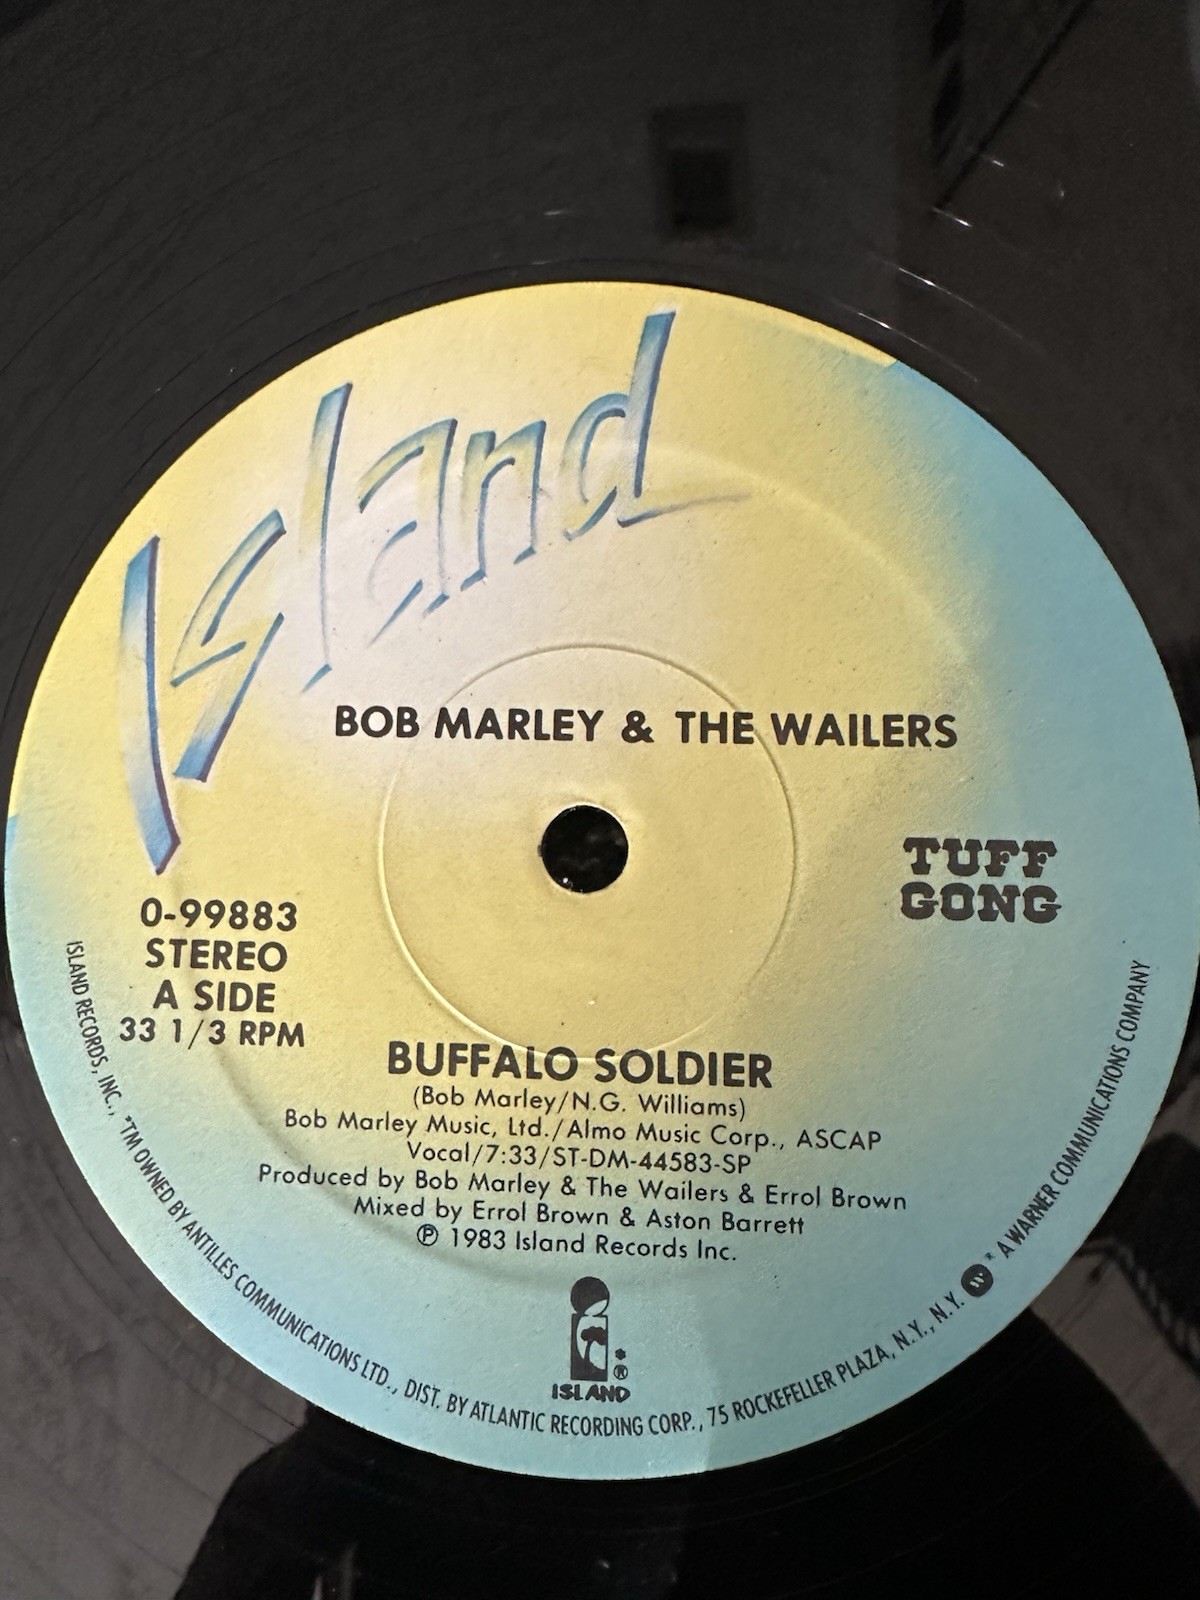 Island
BOB MARLEY & THE WAILERS
TUFF
GONG
0-99883
STEREO
A SIDE
33 1/3 RPM
BUFFALO SOLDIER
(Bob Marley/N.G. Williams)
Bob Marley Music, Ltd./Almo Music Corp., ASCAP
Vocal/7:33/ST-DM-44583-SP
Produced by Bob Marley & The Wailers & Errol Brown
Mixed by Errol Brown & Aston Barrett
℗ 1983 Island Records Inc.
*®
ISLAND
ISLAND RECORDS, INC., *TM OWNED BY ANTILLES COMMUNICATIONS LTD., DIST. BY ATLANTIC RECORDING CORP., 75 ROCKEFELLER PLAZA, N.Y., N.Y. * A WARNER COMMUNICATIONS COMPANY